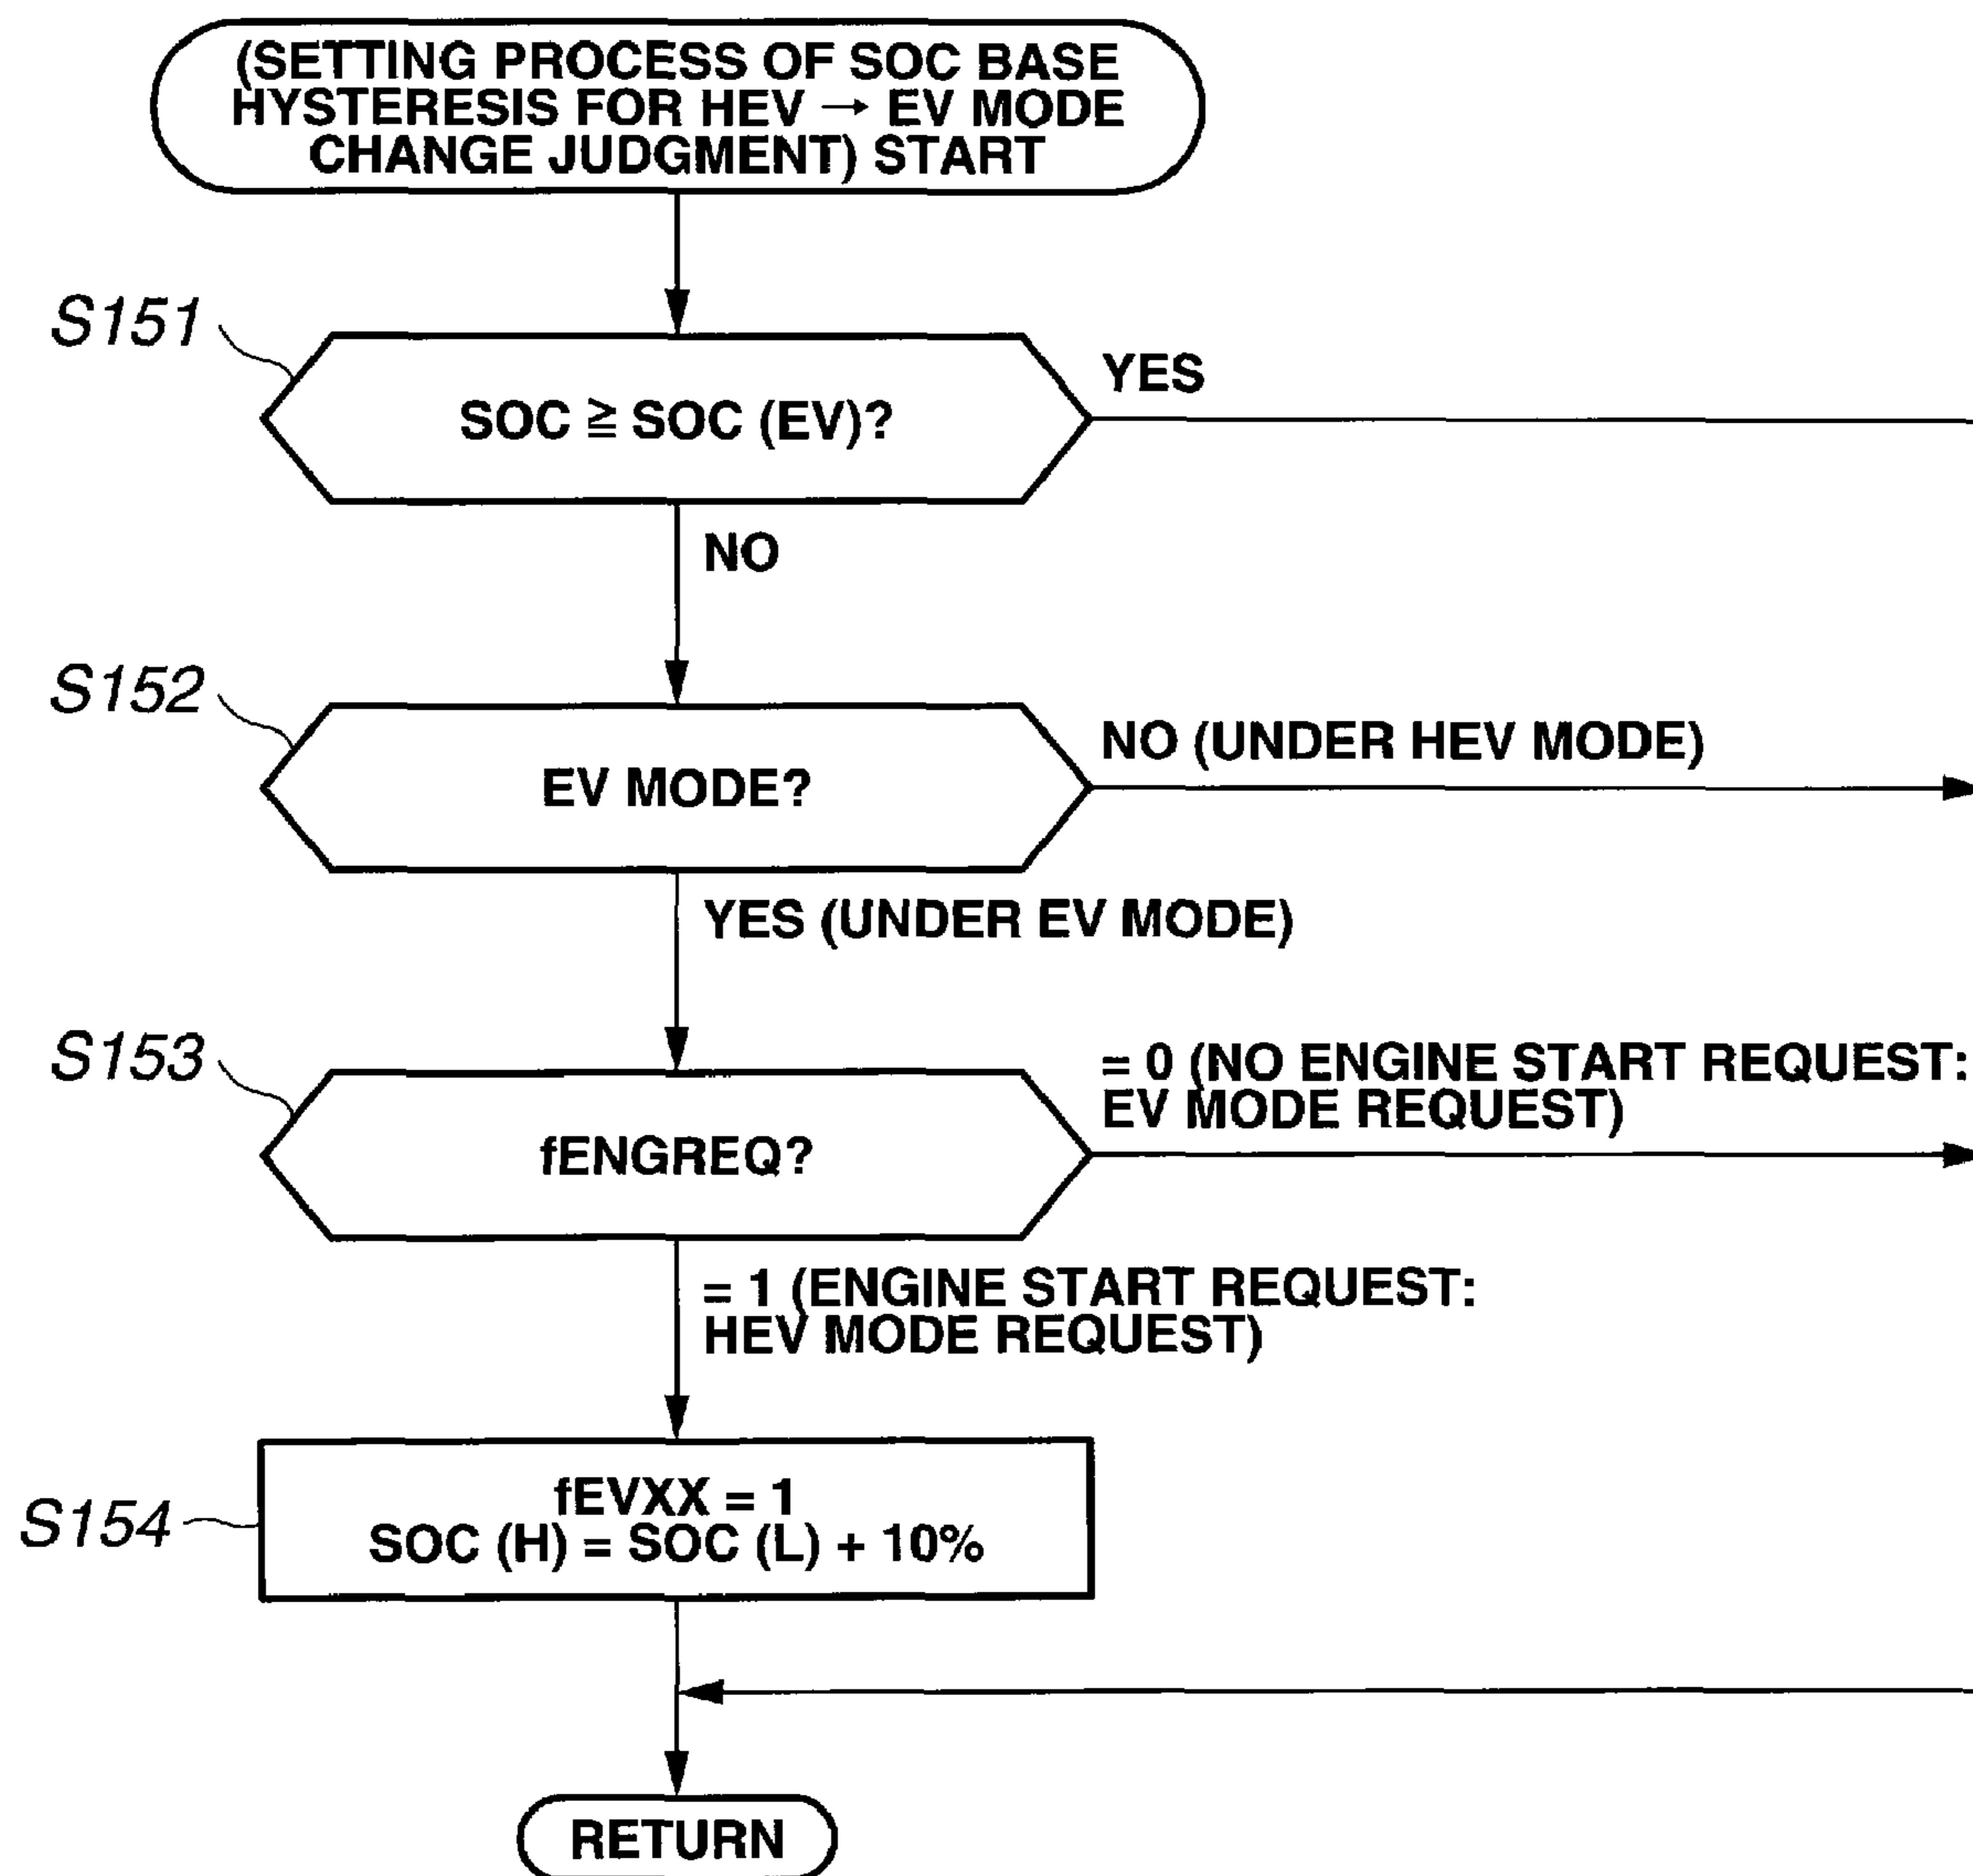 (SETTING PROCESS OF SOC BASE
HYSTERESIS FOR HEV → EV MODE
CHANGE JUDGMENT) START
S151
SOC ≧ SOC (EV)?
YES
NO
S152
EV MODE?
NO (UNDER HEV MODE)
YES (UNDER EV MODE)
S153
fENGREQ?
= 0 (NO ENGINE START REQUEST:
EV MODE REQUEST)
= 1 (ENGINE START REQUEST:
HEV MODE REQUEST)
S154
fEVXX = 1
SOC (H) = SOC (L) + 10%
RETURN